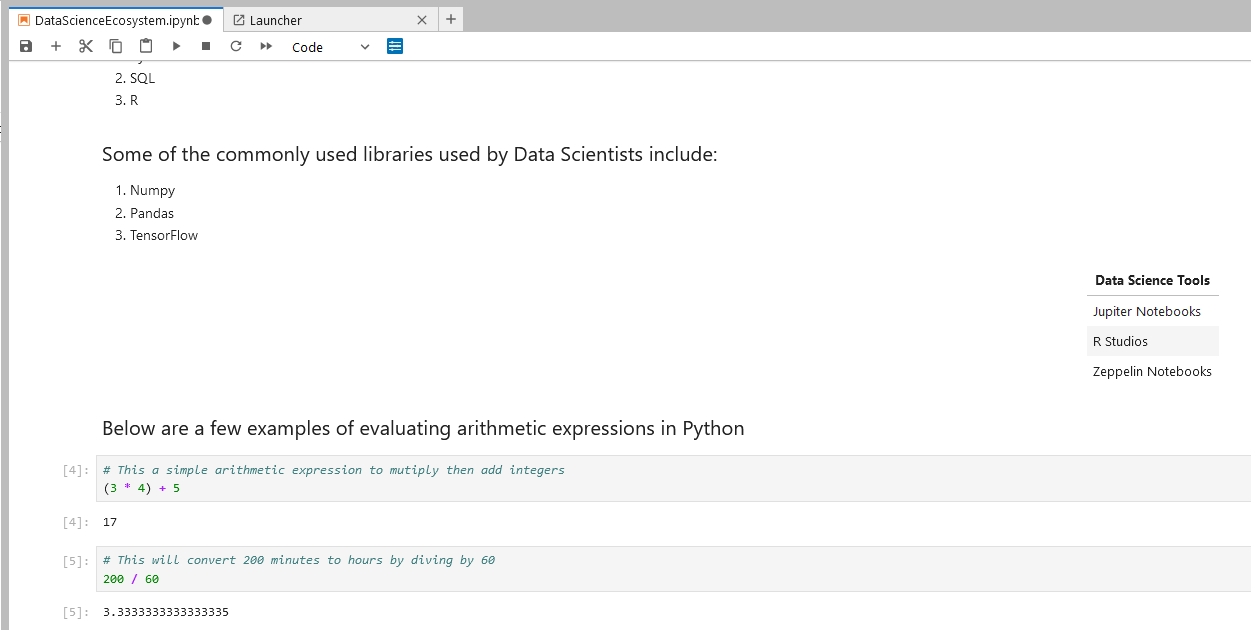 DataScienceEcosystem.ipynb
Launcher
Code
2. SQL
3. R
Some of the commonly used libraries used by Data Scientists include:
1. Numpy
2. Pandas
3. TensorFlow
Data Science Tools
Jupiter Notebooks
R Studios
Zeppelin Notebooks
Below are a few examples of evaluating arithmetic expressions in Python
[4]: # This a simple arithmetic expression to mutiply then add integers
(3 * 4) + 5
[4]: 17
[5]: # This will convert 200 minutes to hours by diving by 60
200 / 60
[5]: 3.3333333333333335